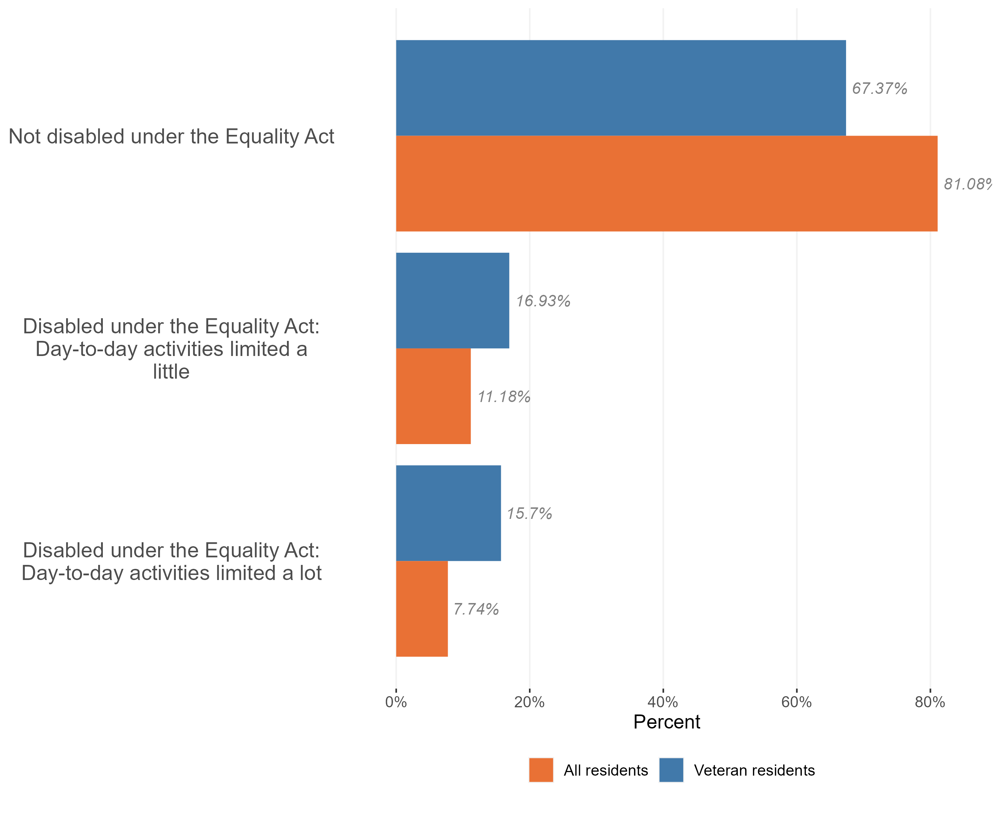 67.37%
Not disabled under the Equality Act
81.08%
16.93%
Disabled under the Equality Act:
Day-to-day activities limited a
little
11.18%
15.7%
Disabled under the Equality Act:
Day-to-day activities limited a lot
7.74%
0% 20% 40% 60% 80%
Percent
All residents Veteran residents